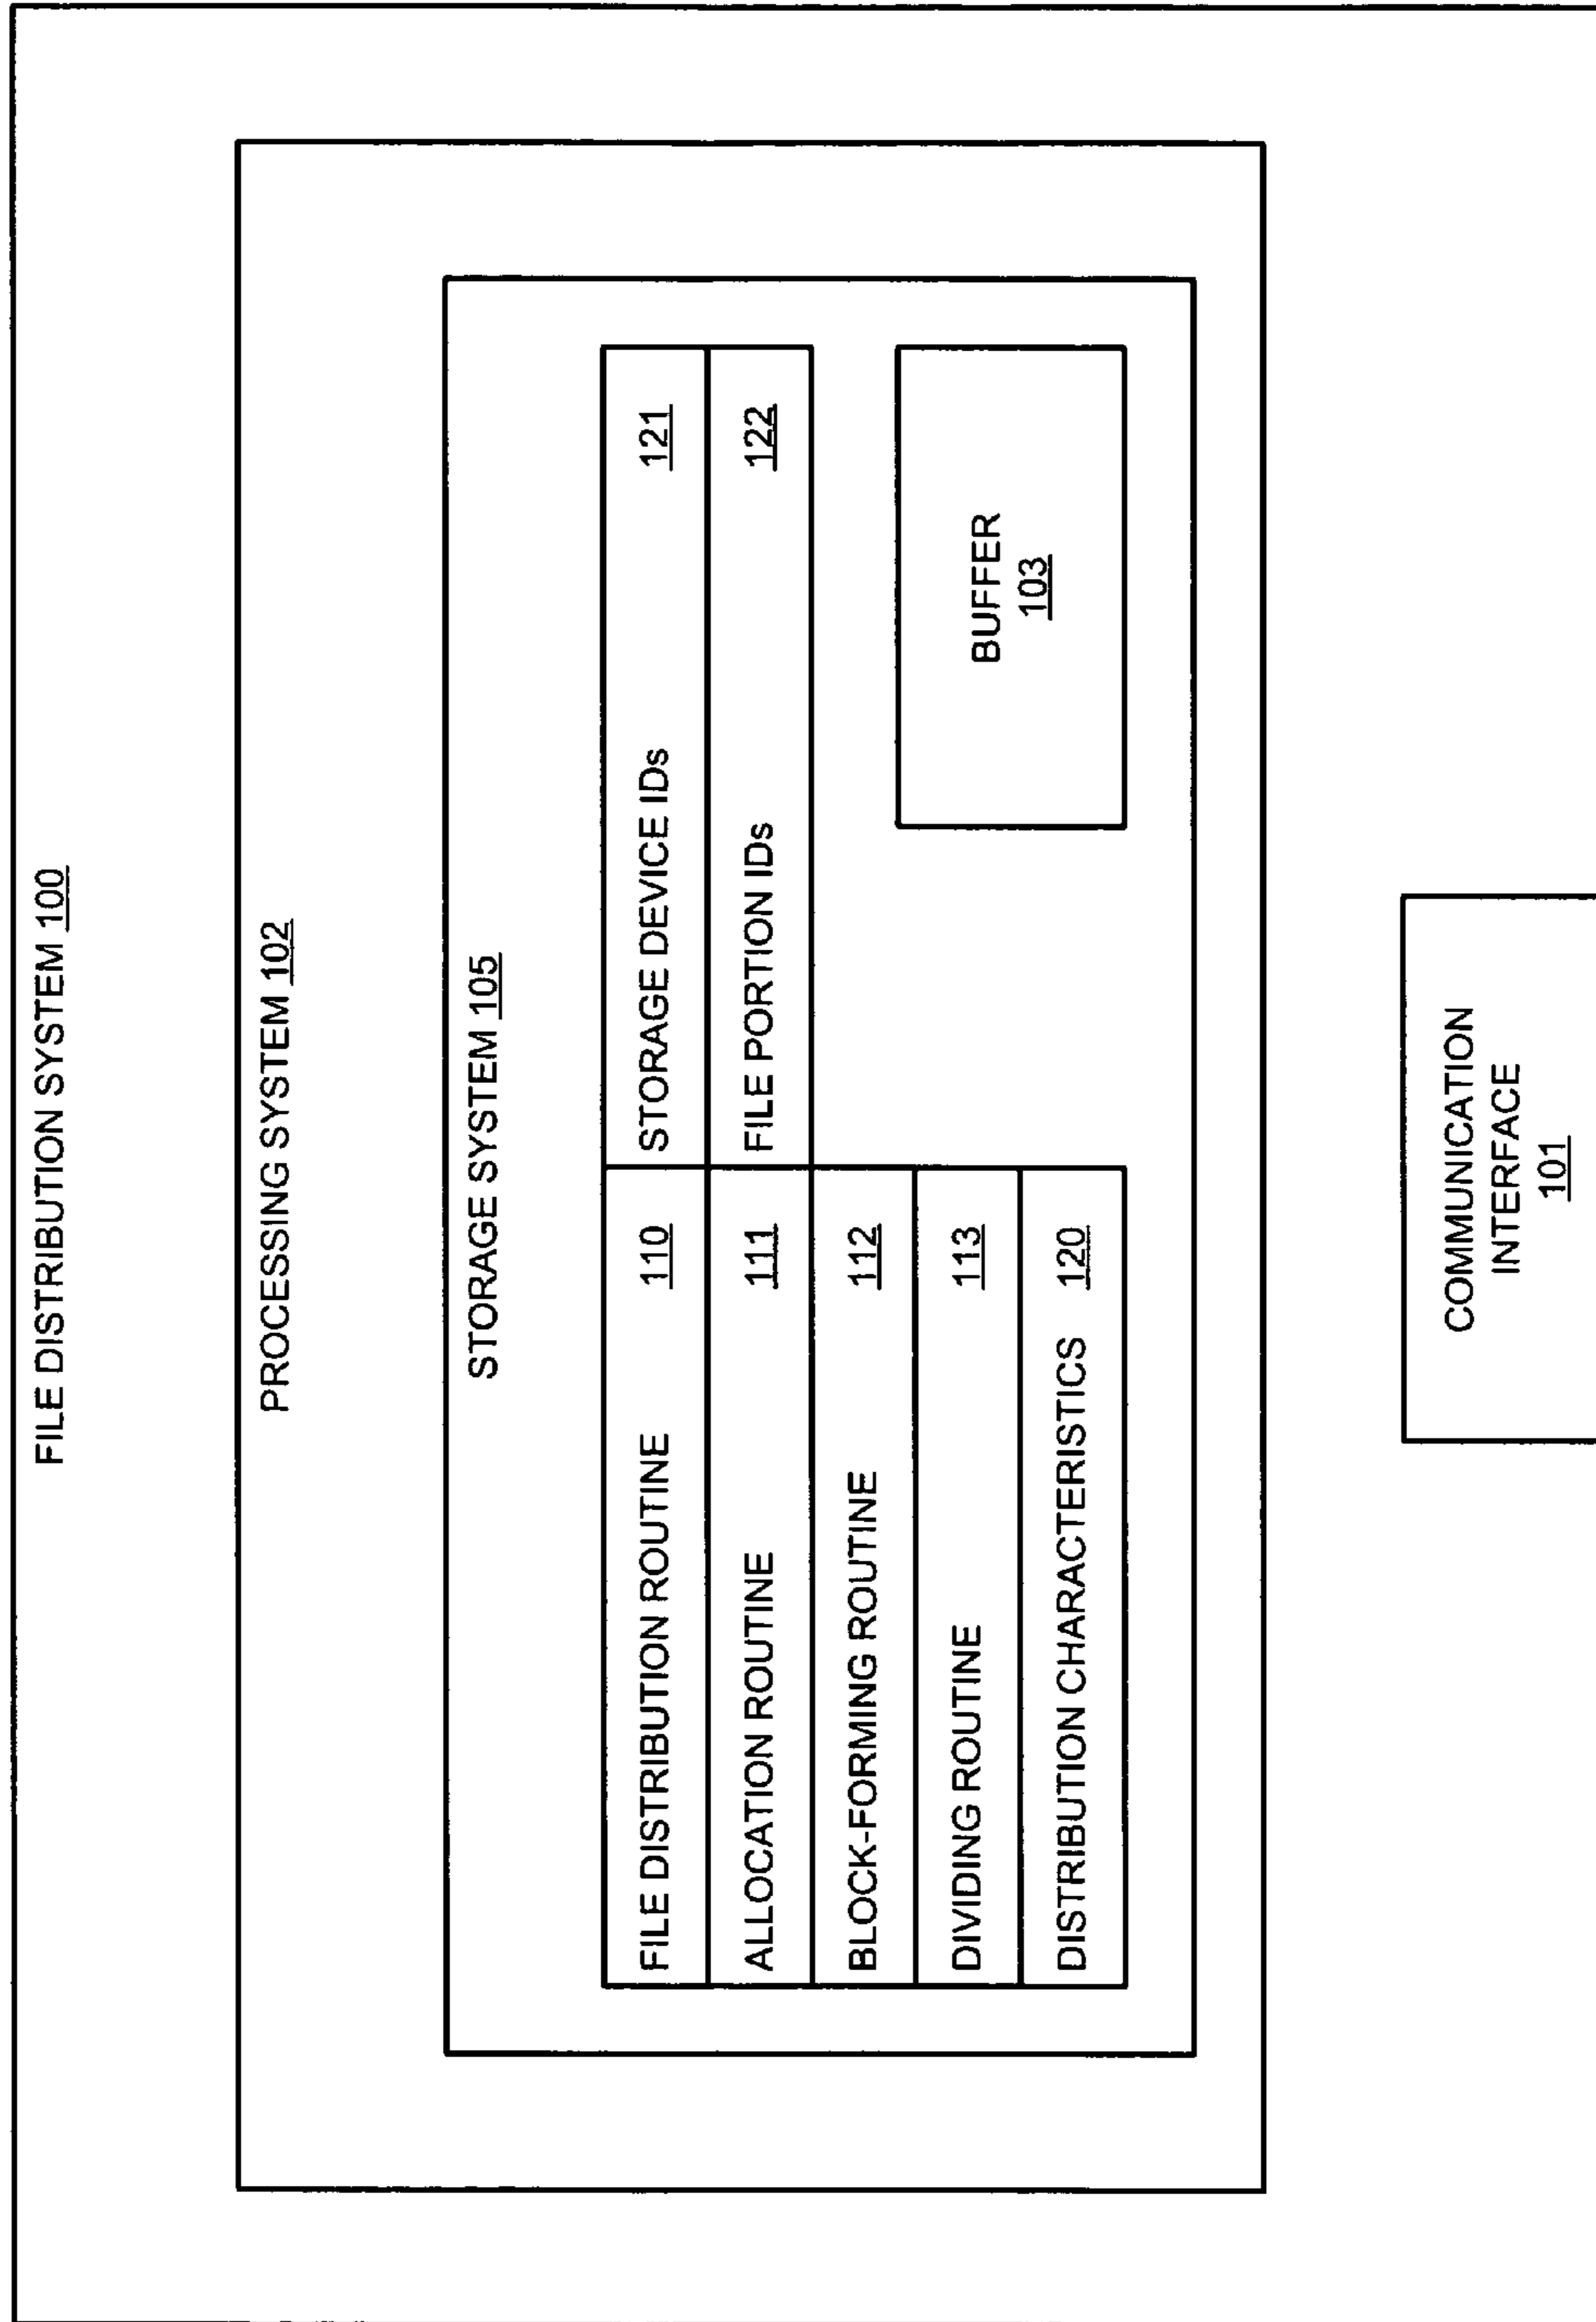 FILE DISTRIBUTION SYSTEM 100
PROCESSING SYSTEM 102
STORAGE SYSTEM 105
FILE DISTRIBUTION ROUTINE 110
STORAGE DEVICE IDs 121
ALLOCATION ROUTINE 111
FILE PORTION IDs 122
BLOCK-FORMING ROUTINE 112
DIVIDING ROUTINE 113
DISTRIBUTION CHARACTERISTICS 120
BUFFER
103
COMMUNICATION
INTERFACE
101